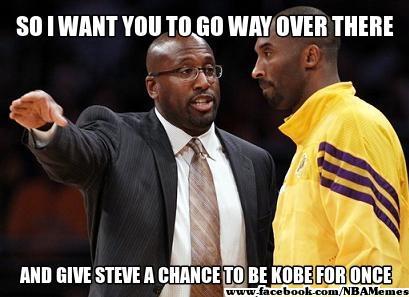 SO I WANT YOU TO GO WAY OVER THERE
AND GIVE STEVE A CHANCE TO BE KOBE FOR ONCE
www.facebook.com/NBAMemes